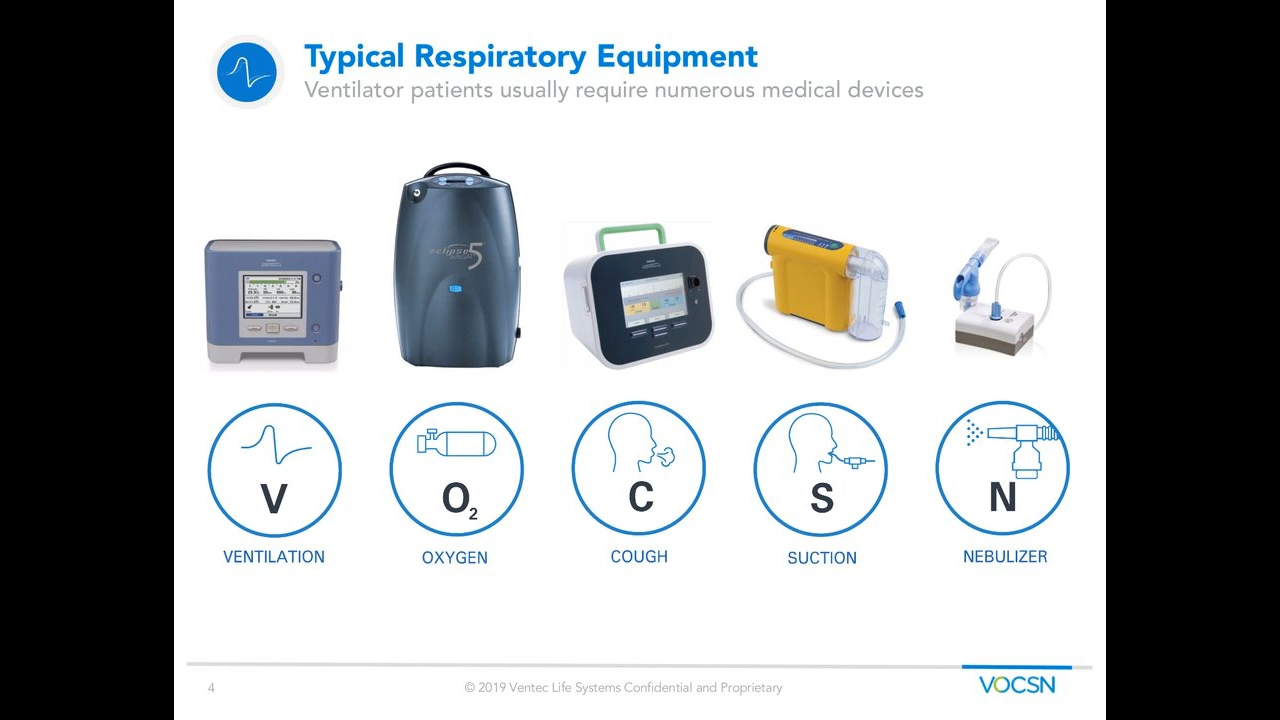 Typical Respiratory Equipment
Ventilator patients usually require numerous medical devices
eclipse 5
V
O₂
C
S
N
VENTILATION
OXYGEN
COUGH
SUCTION
NEBULIZER
4
© 2019 Ventec Life Systems Confidential and Proprietary
VOCSN